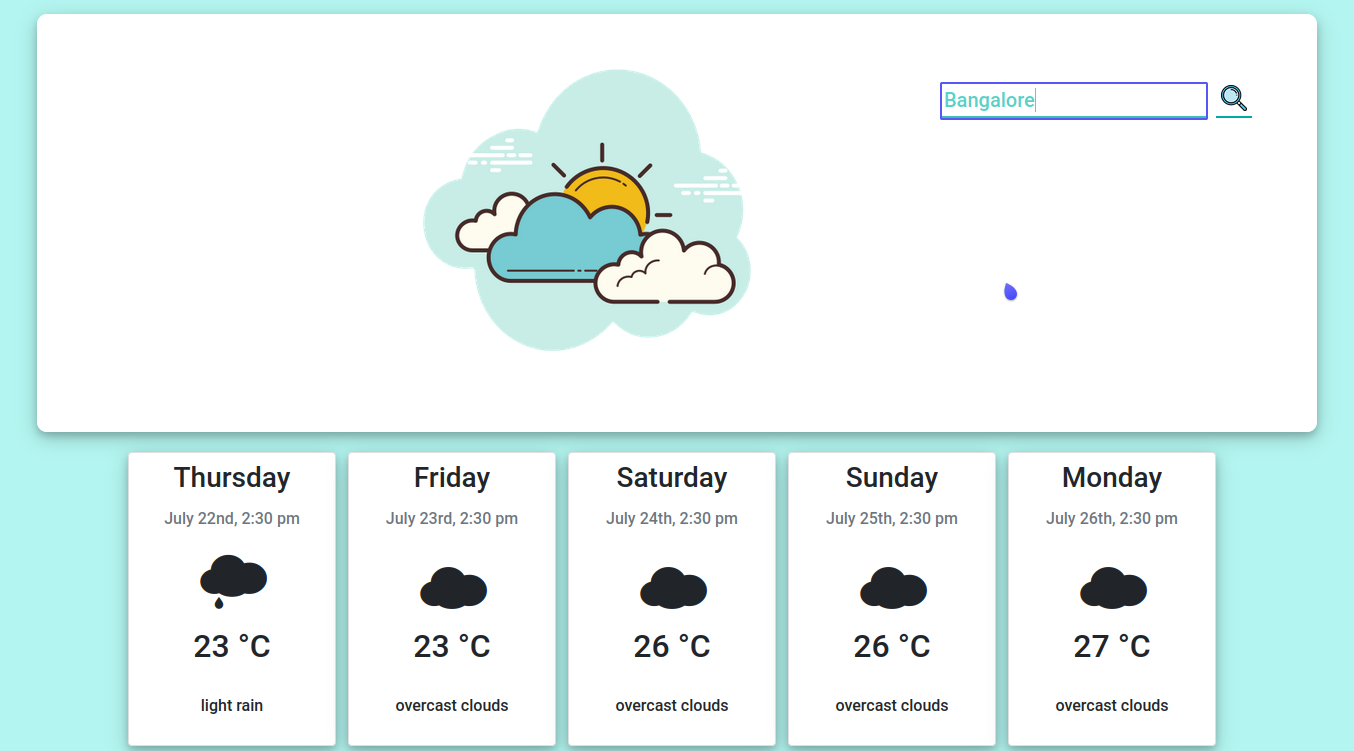 Bangalore
Thursday
July 22nd, 2:30 pm
23 °C
light rain
Friday
July 23rd, 2:30 pm
23 °C
overcast clouds
Saturday
July 24th, 2:30 pm
26 °C
overcast clouds
Sunday
July 25th, 2:30 pm
26 °C
overcast clouds
Monday
July 26th, 2:30 pm
27 °C
overcast clouds